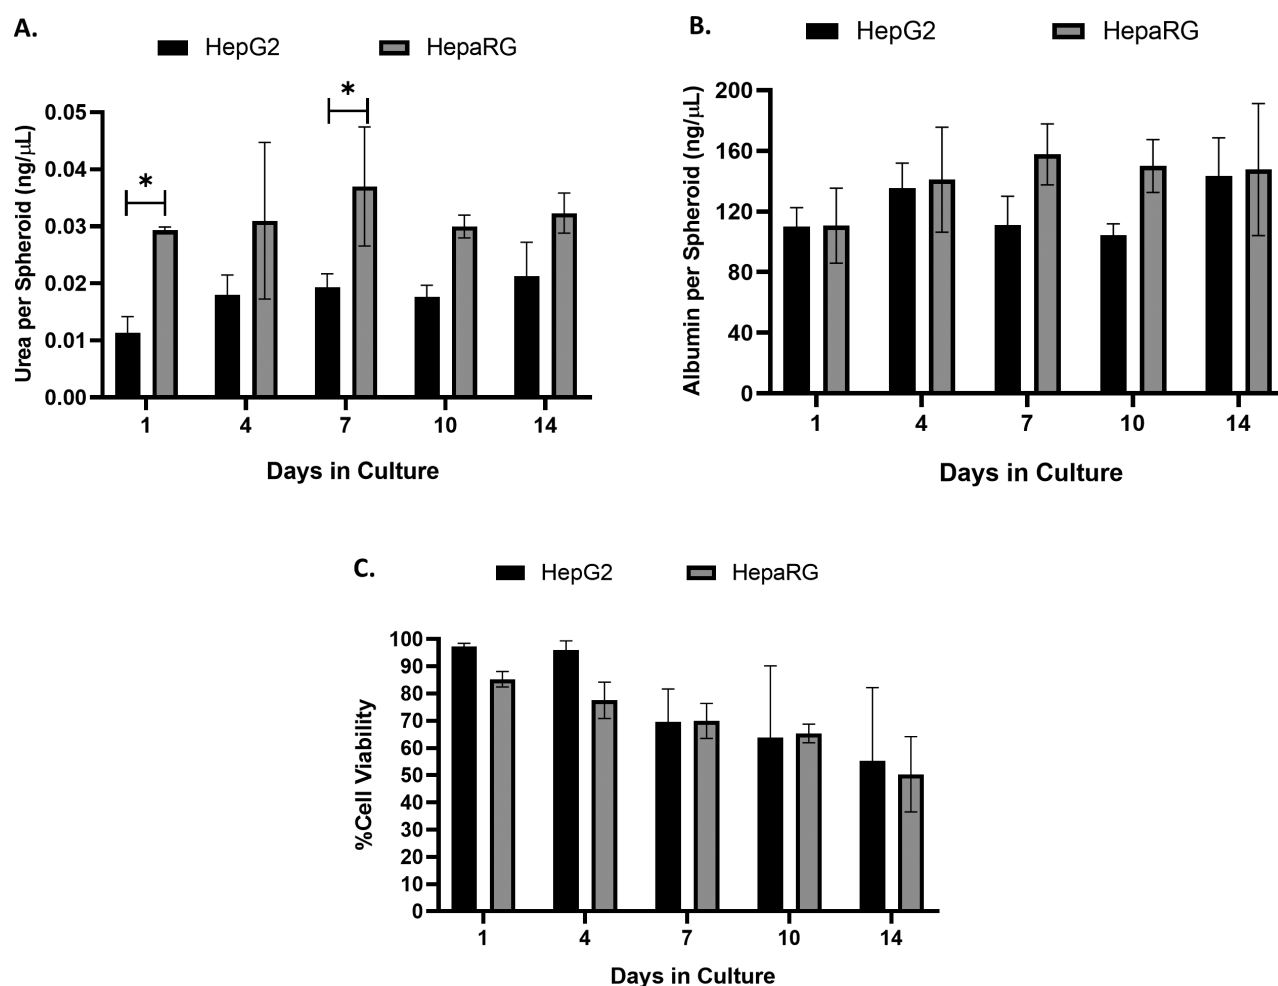 A.
HepG2 HepaRG
Urea per Spheroid (ng/μL)
0.05
0.04
0.03
0.02
0.01
0.00
*
*
1 4 7 10 14
Days in Culture
B.
HepG2 HepaRG
Albumin per Spheroid (ng/μL)
200
160
120
80
40
0
1 4 7 10 14
Days in Culture
C.
HepG2 HepaRG
%Cell Viability
100
90
80
70
60
50
40
30
20
10
0
1 4 7 10 14
Days in Culture